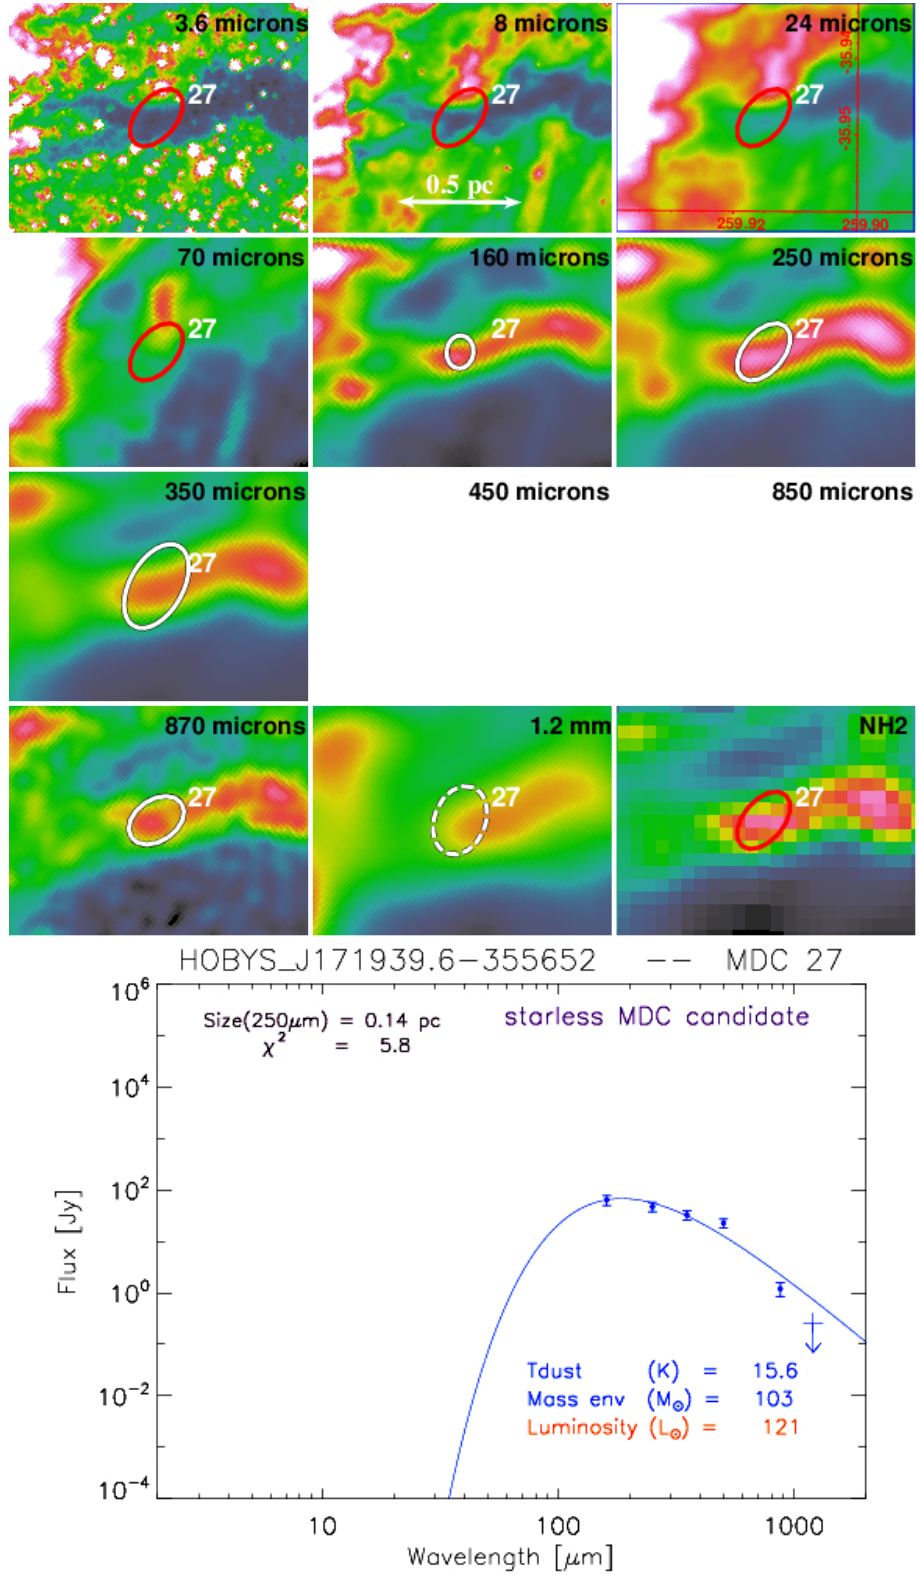 3.6 microns
27
8 microns
27
0.5 pc
24 microns
27
-35.94
-35.95
259.92
259.90
70 microns
27
160 microns
27
250 microns
27
350 microns
27
450 microns
850 microns
870 microns
27
1.2 mm
27
NH2
27
HOBYS_J171939.6-355652 -- MDC 27
Size(250μm) = 0.14 pc
χ² = 5.8
starless MDC candidate
10⁶
10⁴
10²
10⁰
10⁻²
10⁻⁴
Flux [Jy]
Tdust (K) = 15.6
Mass env (M⊙) = 103
Luminosity (L⊙) = 121
10
100
1000
Wavelength [μm]